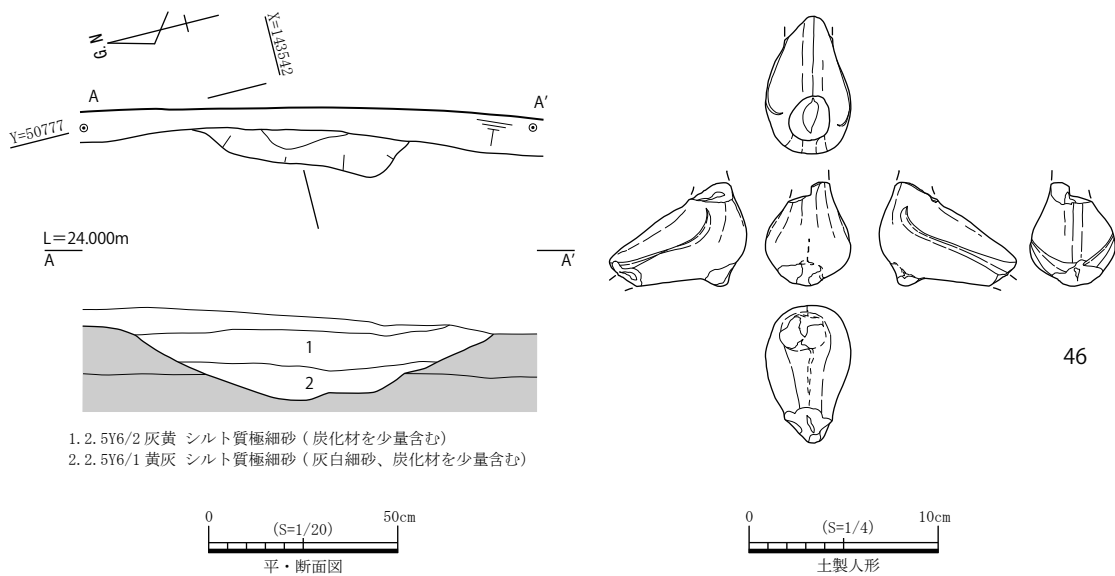 G.N
X=143542
A
A'
Y=50777
L=24.000m
A
A'
1
2
1. 2. 5Y6/2 灰黄 シルト質極細砂 ( 炭化材を少量含む)
2. 2. 5Y6/1 黄灰 シルト質極細砂 ( 灰白細砂、炭化材を少量含む)
0
50cm
(S=1/20)
平・断面図
46
0
10cm
(S=1/4)
土製人形